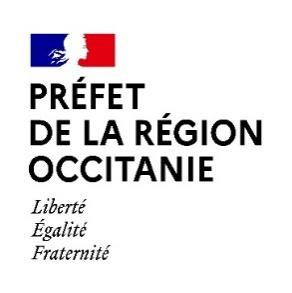 PRÉFET
DE LA RÉGION
OCCITANIE
Liberté
Égalité
Fraternité